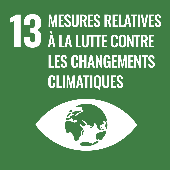 13 MESURES RELATIVES
À LA LUTTE CONTRE
LES CHANGEMENTS
CLIMATIQUES